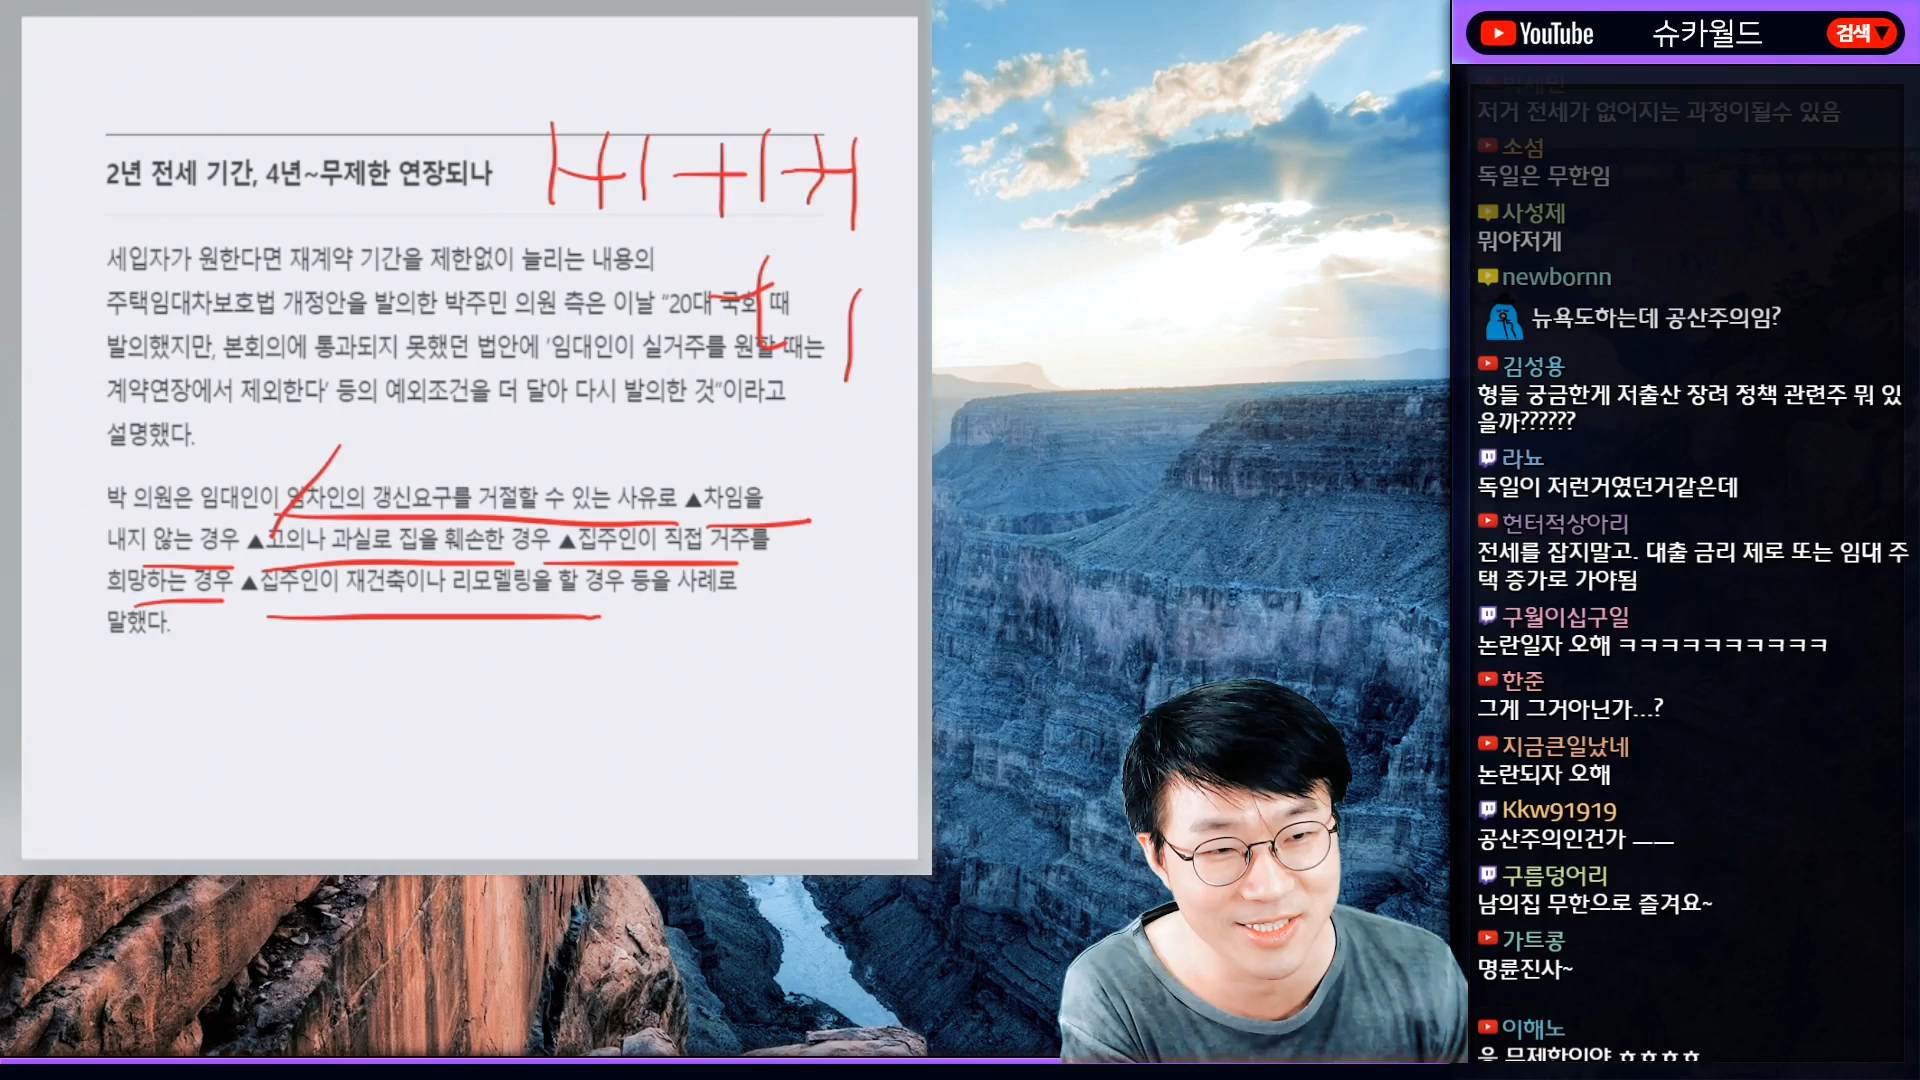 2년 전세 기간, 4년~무제한 연장되나
세입자가 원한다면 재계약 기간을 제한없이 늘리는 내용의
주택임대차보호법 개정안을 발의한 박주민 의원 측은 이날 “20대 국회 때
발의했지만, 본회의에 통과되지 못했던 법안에 ‘임대인이 실거주를 원할 때는
계약연장에서 제외한다’ 등의 예외조건을 더 달아 다시 발의한 것”이라고
설명했다.
박 의원은 임대인이 임차인의 갱신요구를 거절할 수 있는 사유로 ▲차임을
내지 않는 경우 ▲고의나 과실로 집을 훼손한 경우 ▲집주인이 직접 거주를
희망하는 경우 ▲집주인이 재건축이나 리모델링을 할 경우 등을 사례로
말했다.
YouTube 슈카월드 검색▼
저거 전세가 없어지는 과정이될수 있음
소섬
독일은 무한임
사성제
뭐야저게
newbornn
뉴욕도하는데 공산주의임?
김성용
형들 궁금한게 저출산 장려 정책 관련주 뭐 있
을까??????
라뇨
독일이 저런거였던거같은데
헌터적상아리
전세를 잡지말고. 대출 금리 제로 또는 임대 주
택 증가로 가야됨
구월이십구일
논란일자 오해 ㅋㅋㅋㅋㅋㅋㅋㅋㅋㅋ
한준
그게 그거아닌가...?
지금큰일났네
논란되자 오해
Kkw91919
공산주의인건가 ㅡㅡ
구름덩어리
남의집 무한으로 즐겨요~
가트콩
명륜진사~
이해노
응 무제한이야 ㅎㅎㅎㅎ